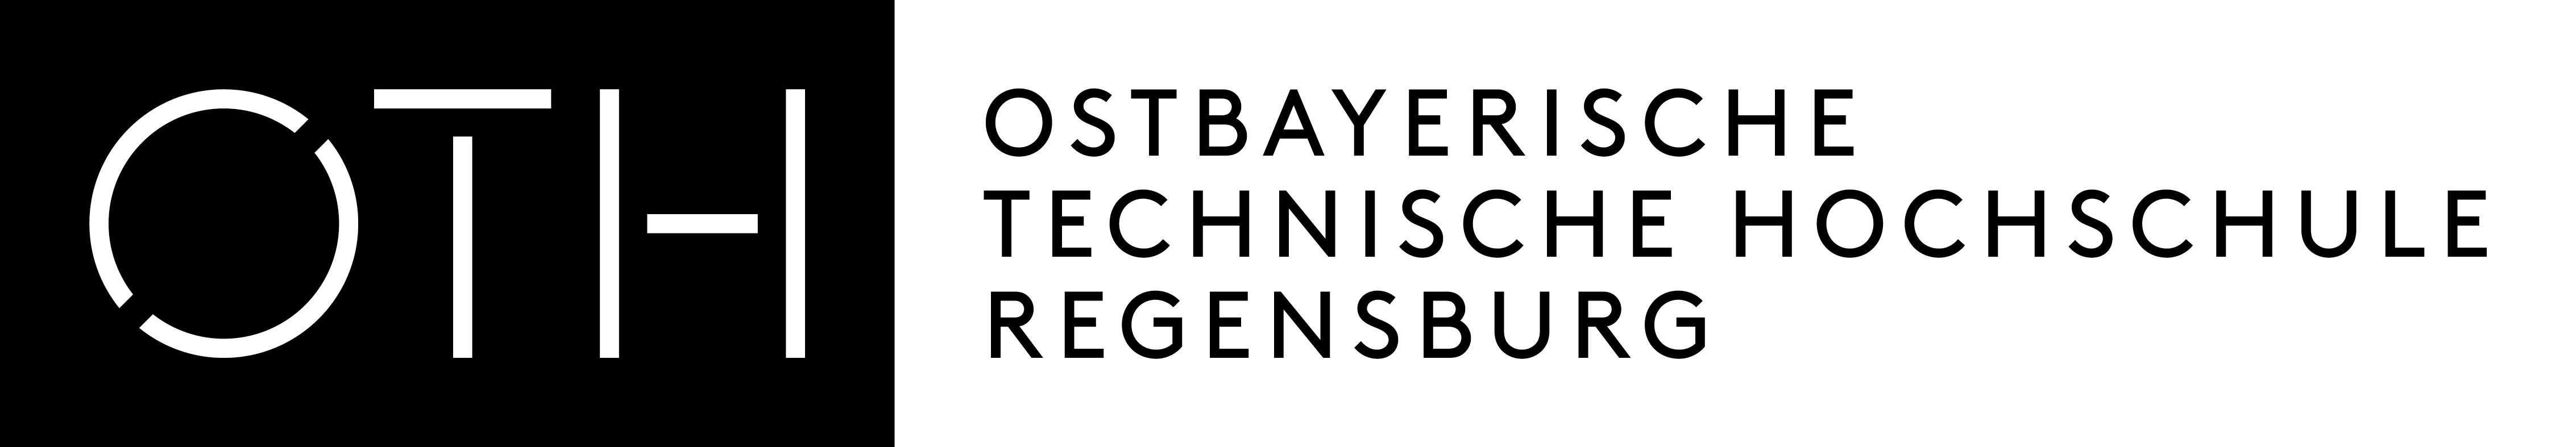 OTH
OSTBAYERISCHE
TECHNISCHE HOCHSCHULE
REGENSBURG